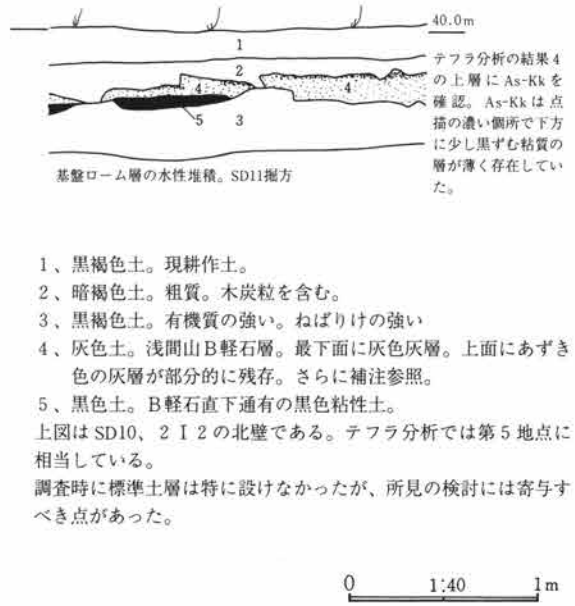 40.0m
1
2
4
4
5
3
テフラ分析の結果4
の上層に As-Kk を
確認。As-Kk は点
描の濃い個所で下方
に少し黒ずむ粘質の
層が薄く存在してい
た。
基盤ローム層の水性堆積。SD11掘方
1、黒褐色土。現耕作土。
2、暗褐色土。粗質。木炭粒を含む。
3、黒褐色土。有機質の強い。ねばりけの強い
4、灰色土。浅間山B軽石層。最下面に灰色灰層。上面にあずき
色の灰層が部分的に残存。さらに補注参照。
5、黒色土。B軽石直下通有の黒色粘性土。
上図は SD10、2 I 2 の北壁である。テフラ分析では第5地点に
相当している。
調査時に標準土層は特に設けなかったが、所見の検討には寄与す
べき点があった。
0 1:40 1m